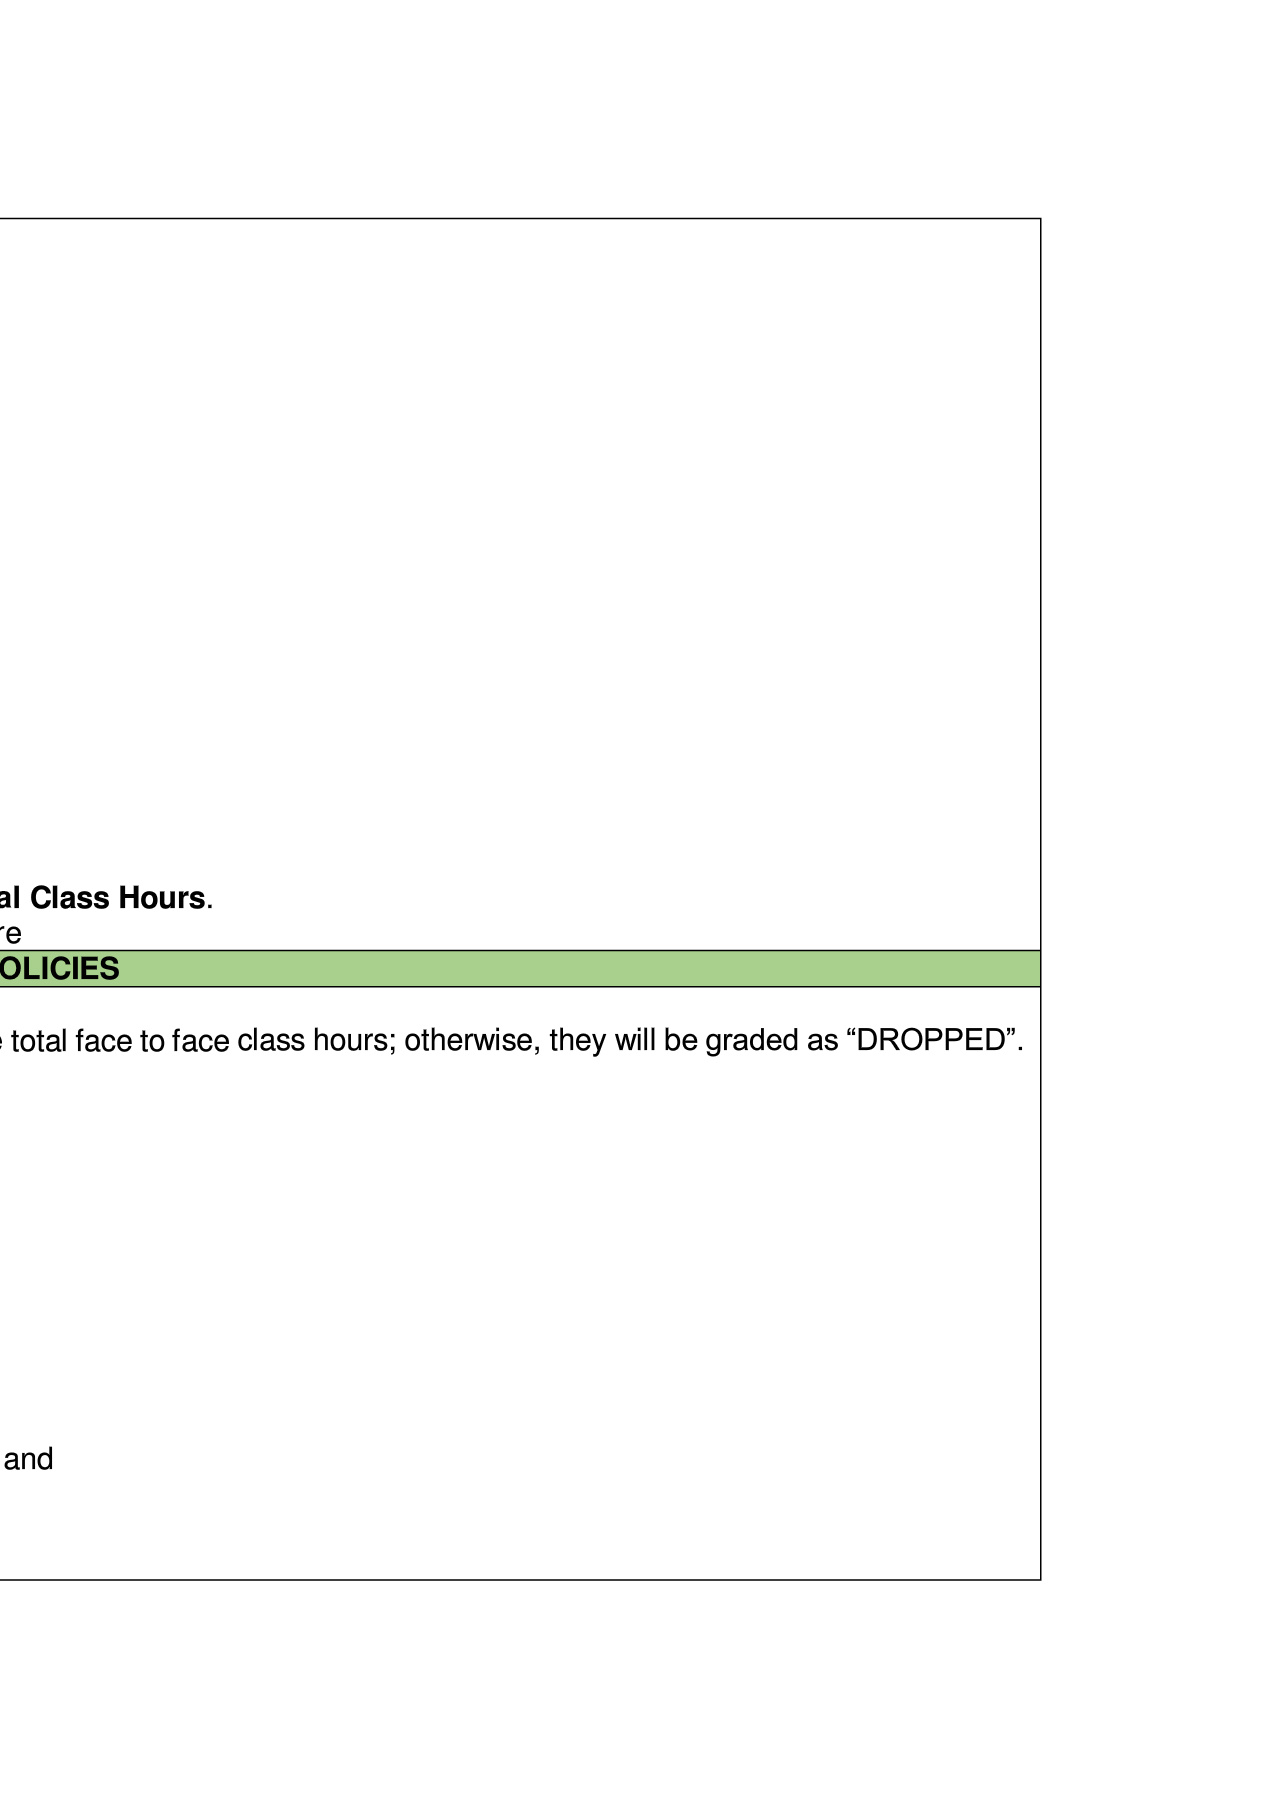 al Class Hours.
re
OLICIES
total face to face class hours; otherwise, they will be graded as “DROPPED”.
and